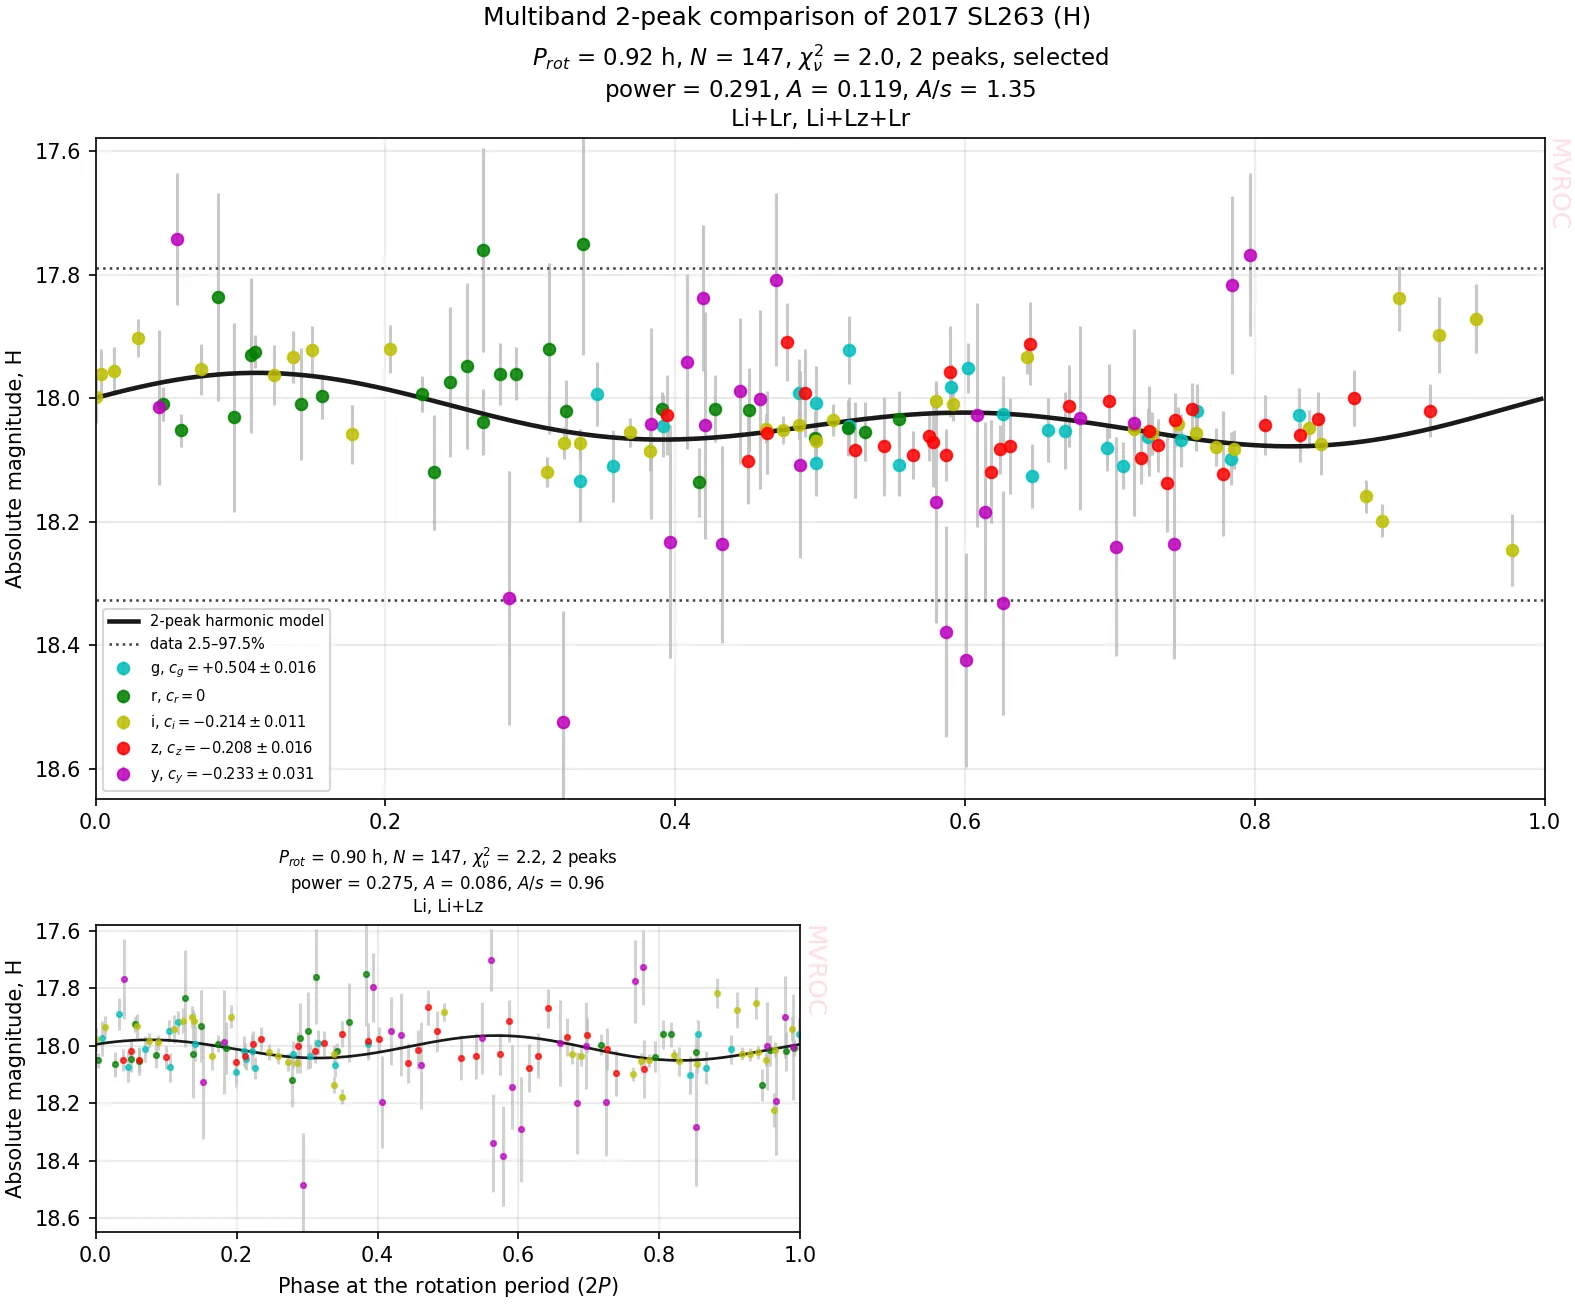 Multiband 2-peak comparison of 2017 SL263 (H)
P_rot = 0.92 h, N = 147, χ²_ν = 2.0, 2 peaks, selected
power = 0.291, A = 0.119, A/s = 1.35
Li+Lr, Li+Lz+Lr
MVROC
Absolute magnitude, H
17.6
17.8
18.0
18.2
18.4
18.6
2-peak harmonic model
data 2.5–97.5%
g, c_g = +0.504 ± 0.016
r, c_r = 0
i, c_i = −0.214 ± 0.011
z, c_z = −0.208 ± 0.016
y, c_y = −0.233 ± 0.031
0.0 0.2 0.4 0.6 0.8 1.0
P_rot = 0.90 h, N = 147, χ²_ν = 2.2, 2 peaks
power = 0.275, A = 0.086, A/s = 0.96
Li, Li+Lz
MVROC
Absolute magnitude, H
17.6
17.8
18.0
18.2
18.4
18.6
0.0 0.2 0.4 0.6 0.8 1.0
Phase at the rotation period (2P)